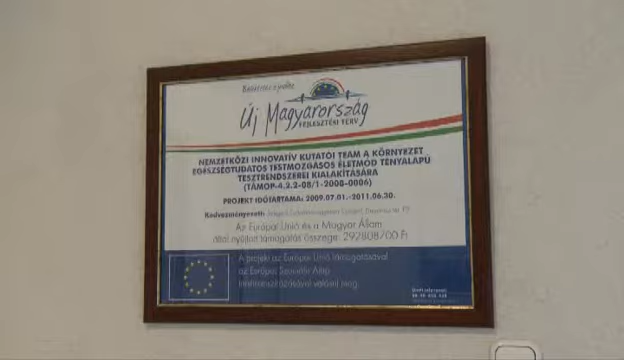 Új Magyarország
FEJLESZTÉSI TERV
NEMZETKÖZI INNOVATÍV KUTATÓI TEAM A KÖRNYEZET
EGÉSZSÉGTUDATOS TESTMOZGÁSOS ÉLETMÓD TÉNYALAPÚ
TESZTRENDSZEREI KIALAKÍTÁSÁRA
(TÁMOP-4.2.2-08/1-2008-0006)
PROJEKT IDŐTARTAMA: 2009.07.01.-2011.06.30.
Kedvezményezett:
Az Európai Unió és a Magyar Állam
által nyújtott támogatás összege: 292808700 Ft
A projekt az Európai Unió támogatásával
az Európai Szociális Alap
társfinanszírozásával valósul meg.